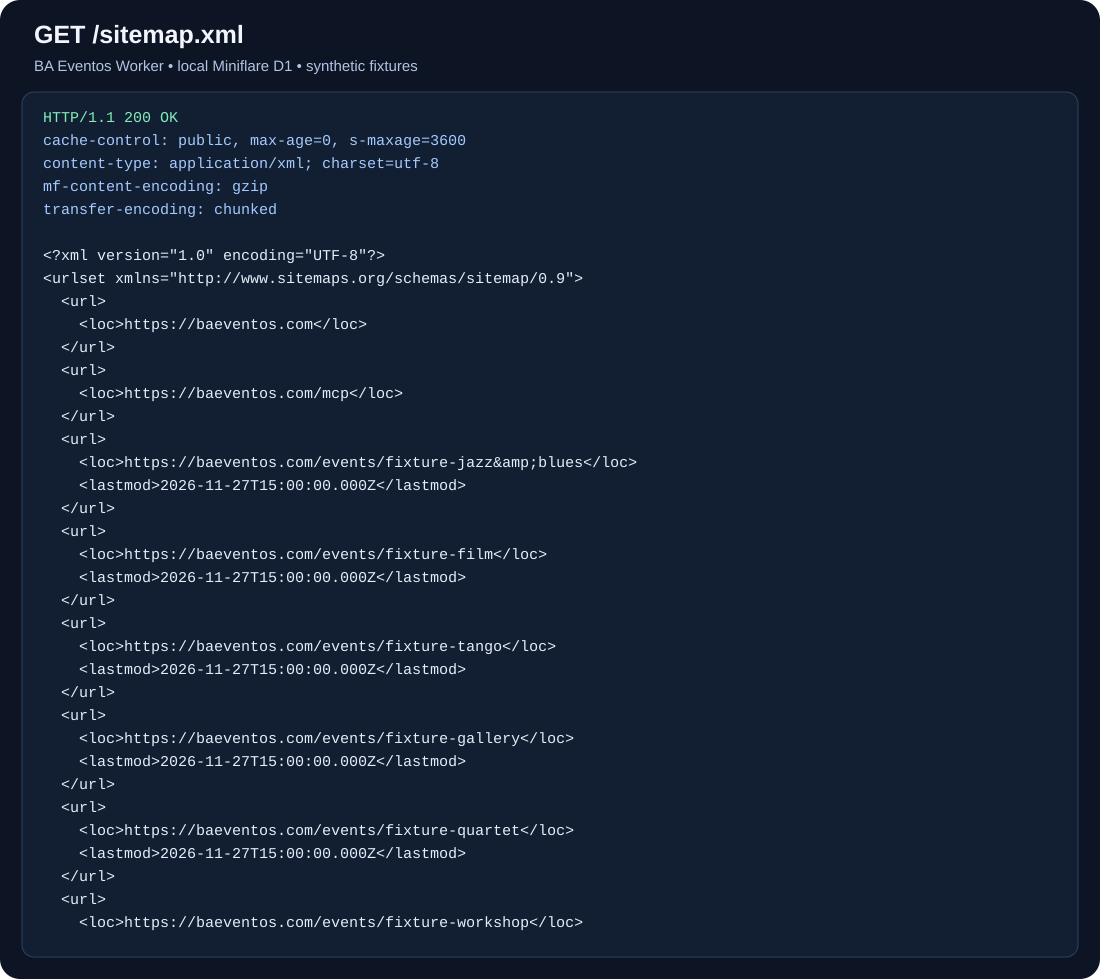 GET /sitemap.xml
BA Eventos Worker • local Miniflare D1 • synthetic fixtures
HTTP/1.1 200 OK
cache-control: public, max-age=0, s-maxage=3600
content-type: application/xml; charset=utf-8
mf-content-encoding: gzip
transfer-encoding: chunked

<?xml version="1.0" encoding="UTF-8"?>
<urlset xmlns="http://www.sitemaps.org/schemas/sitemap/0.9">
  <url>
    <loc>https://baeventos.com</loc>
  </url>
  <url>
    <loc>https://baeventos.com/mcp</loc>
  </url>
  <url>
    <loc>https://baeventos.com/events/fixture-jazz&amp;blues</loc>
    <lastmod>2026-11-27T15:00:00.000Z</lastmod>
  </url>
  <url>
    <loc>https://baeventos.com/events/fixture-film</loc>
    <lastmod>2026-11-27T15:00:00.000Z</lastmod>
  </url>
  <url>
    <loc>https://baeventos.com/events/fixture-tango</loc>
    <lastmod>2026-11-27T15:00:00.000Z</lastmod>
  </url>
  <url>
    <loc>https://baeventos.com/events/fixture-gallery</loc>
    <lastmod>2026-11-27T15:00:00.000Z</lastmod>
  </url>
  <url>
    <loc>https://baeventos.com/events/fixture-quartet</loc>
    <lastmod>2026-11-27T15:00:00.000Z</lastmod>
  </url>
  <url>
    <loc>https://baeventos.com/events/fixture-workshop</loc>